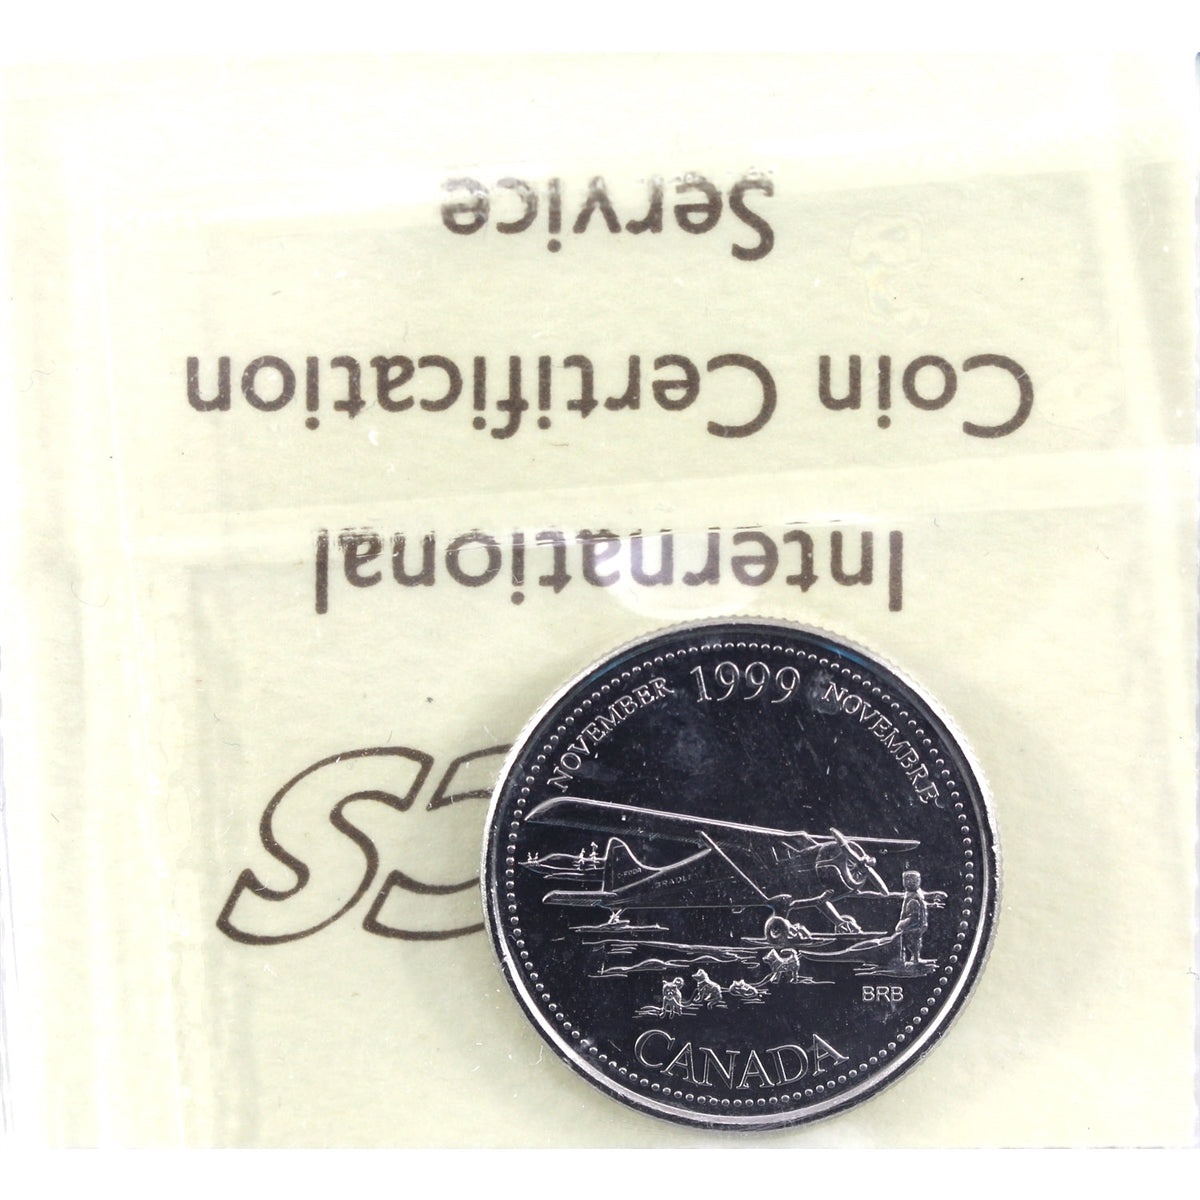 International
Coin Certification
Service
NOVEMBER 1999 NOVEMBRE
BRB
CANADA